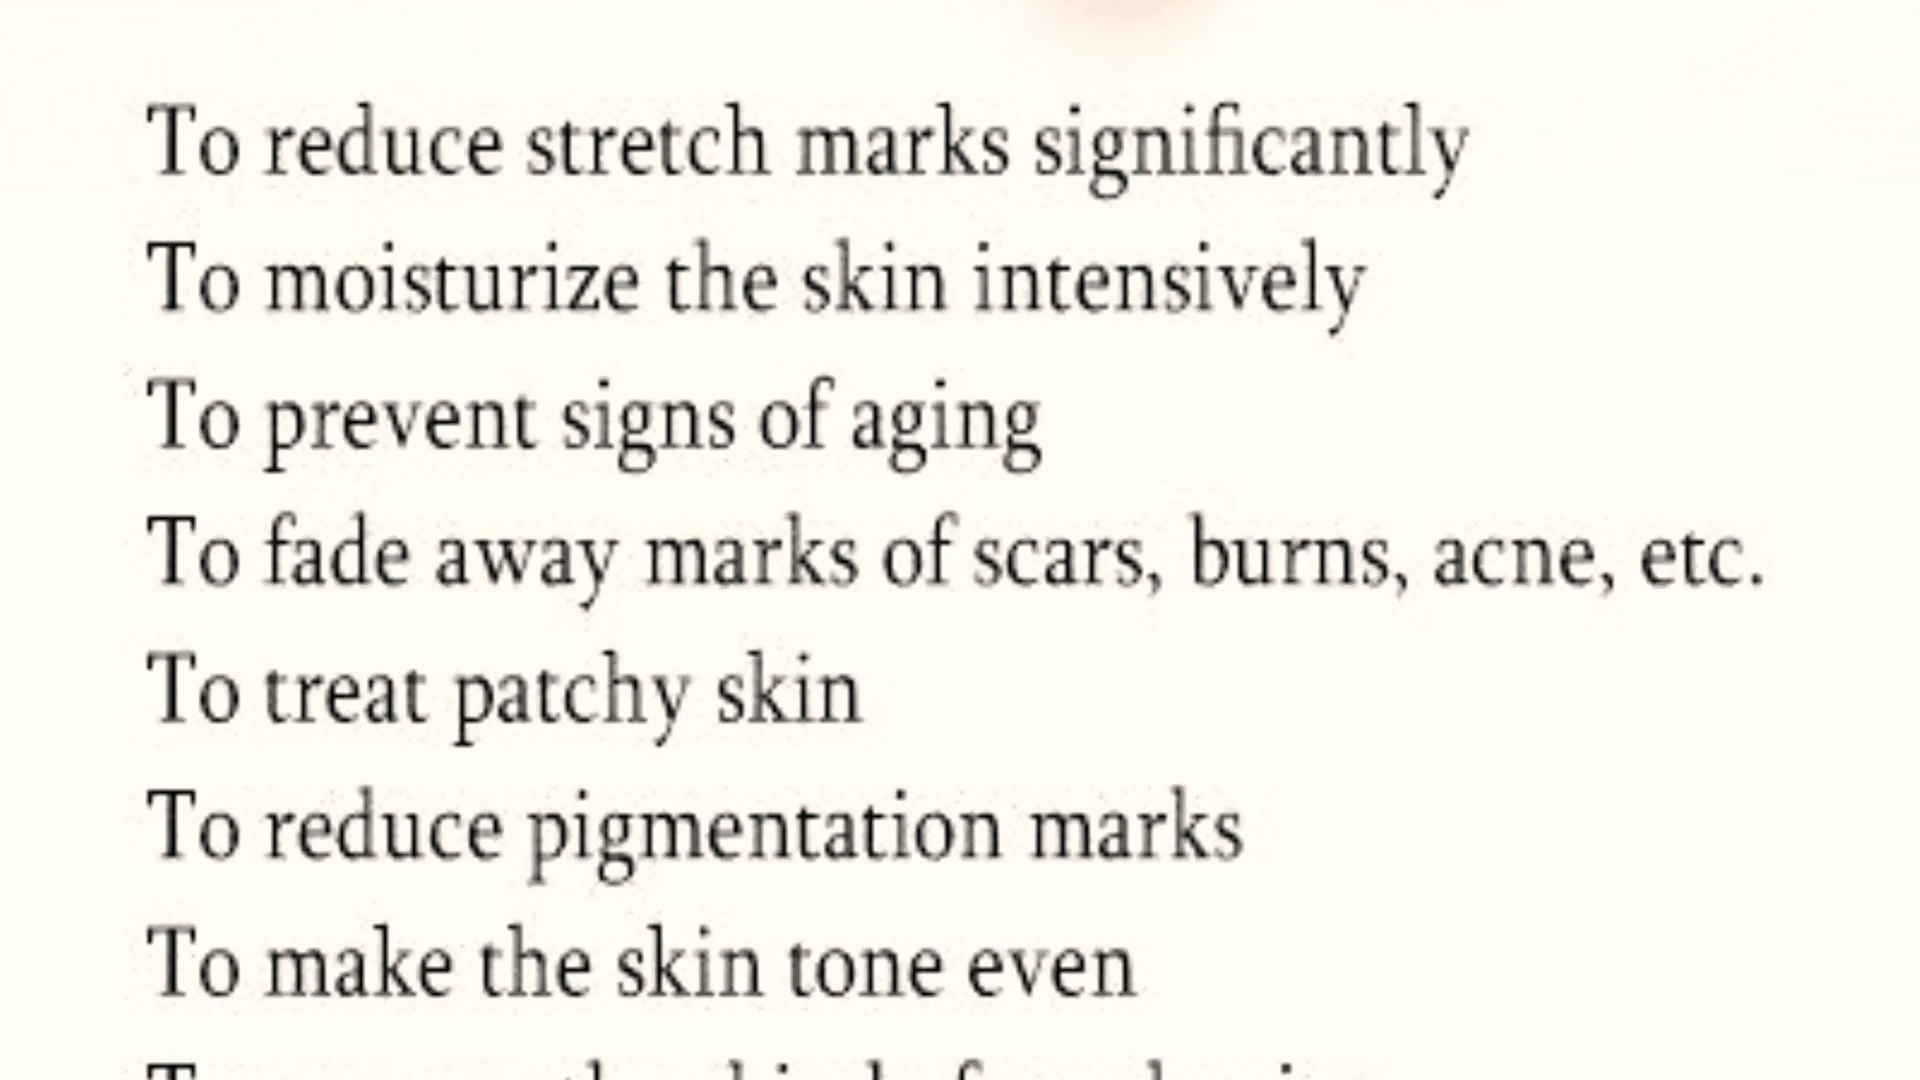 To reduce stretch marks significantly
To moisturize the skin intensively
To prevent signs of aging
To fade away marks of scars, burns, acne, etc.
To treat patchy skin
To reduce pigmentation marks
To make the skin tone even